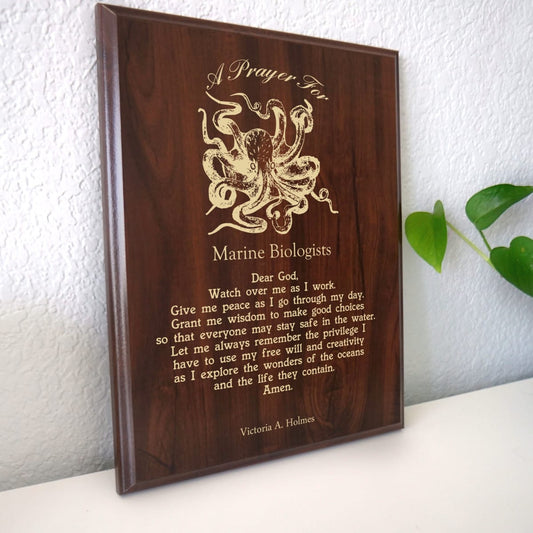 A Prayer For
Marine Biologists
Dear God,
Watch over me as I work.
Give me peace as I go through my day.
Grant me wisdom to make good choices
so that everyone may stay safe in the water.
Let me always remember the privilege I
have to use my free will and creativity
as I explore the wonders of the oceans
and the life they contain.
Amen.
Victoria A. Holmes